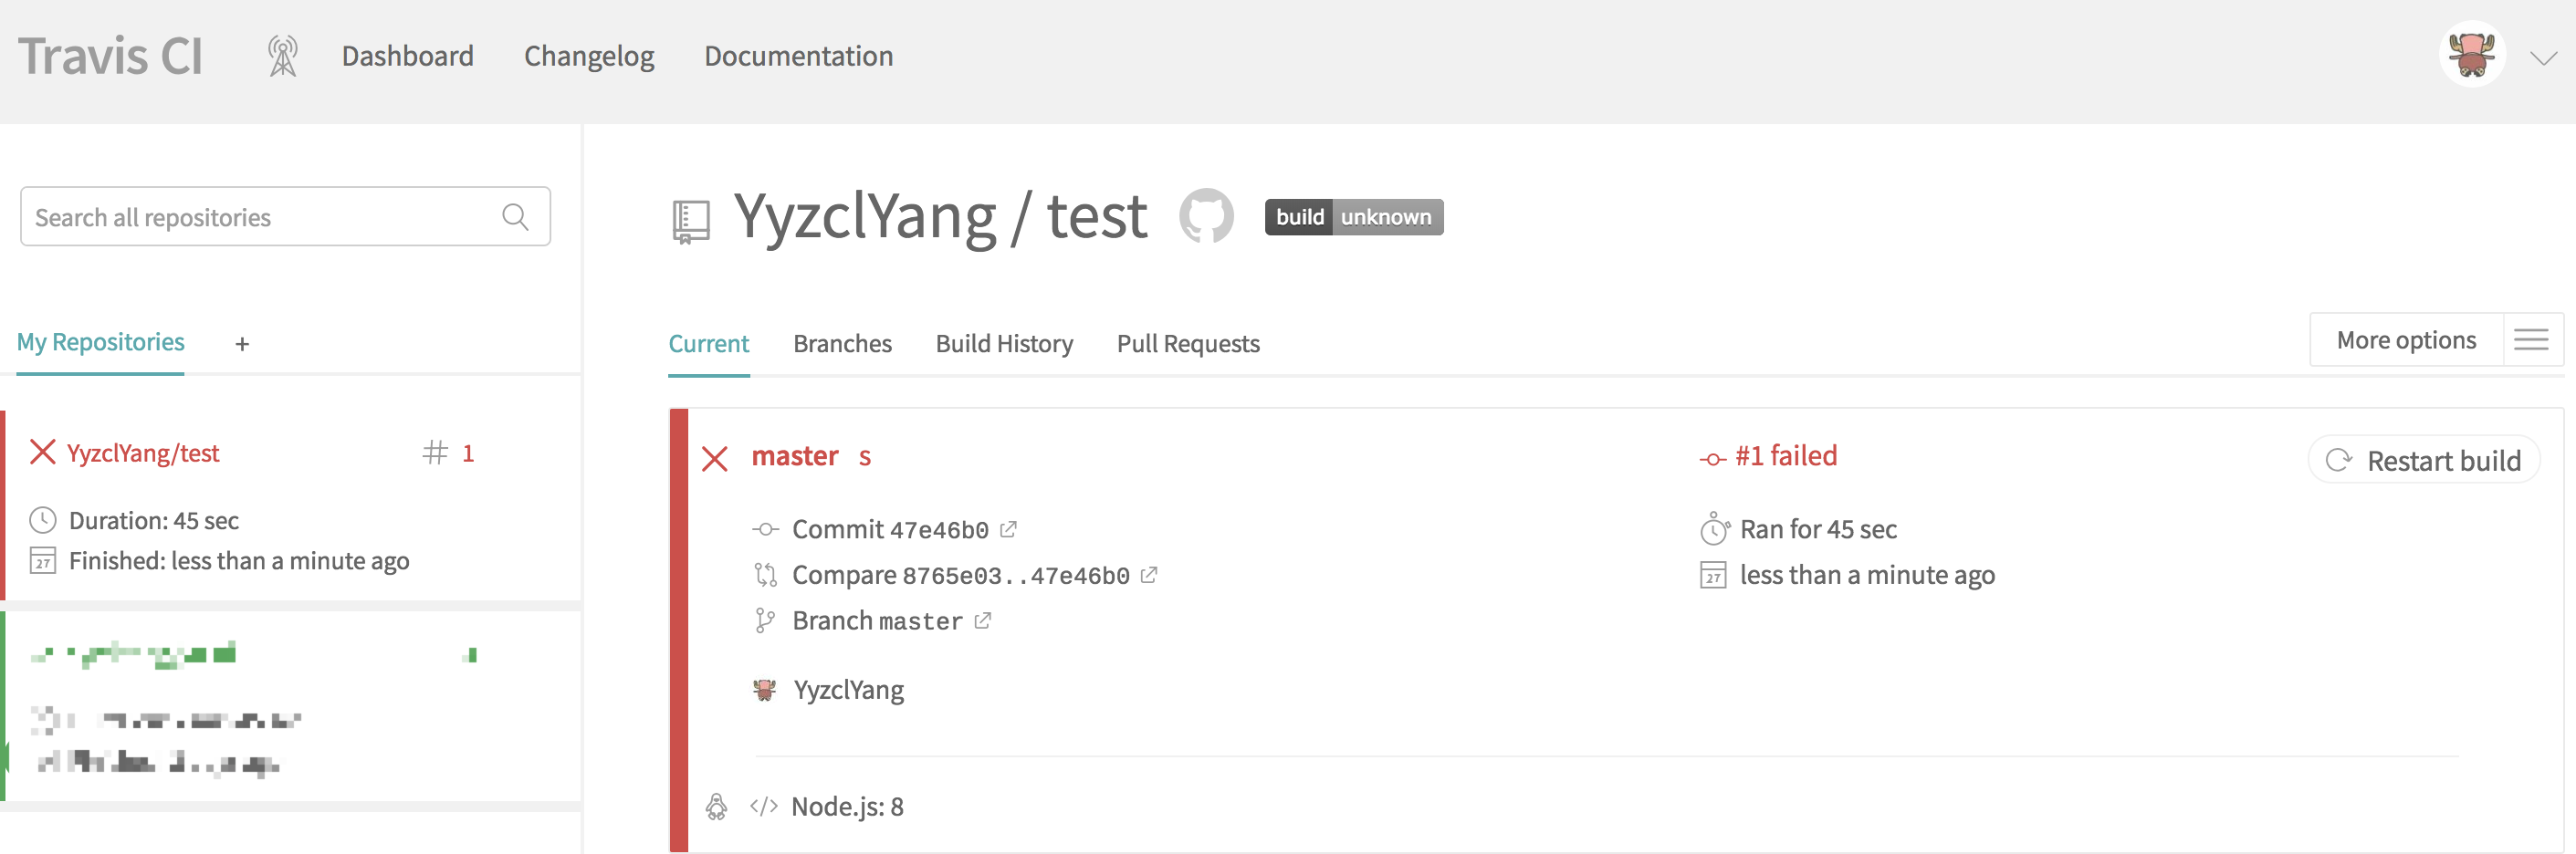 Travis CI Dashboard Changelog Documentation
Search all repositories
My Repositories +
YyzclYang/test # 1
Duration: 45 sec
27 Finished: less than a minute ago
YyzclYang / test build unknown
Current Branches Build History Pull Requests More options
master s
Commit 47e46b0
Compare 8765e03..47e46b0
Branch master
YyzclYang
#1 failed
Ran for 45 sec
27 less than a minute ago
Restart build
</> Node.js: 8